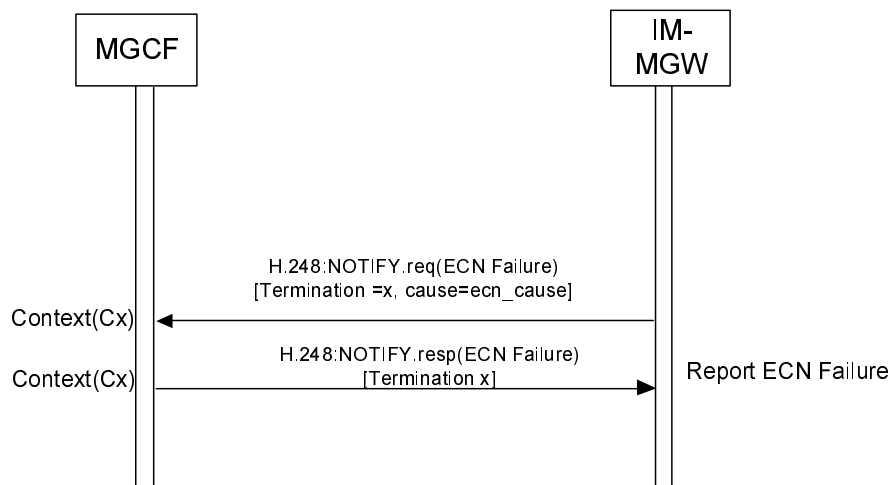 MGCF
IM-
MGW
H.248:NOTIFY.req(ECN Failure)
[Termination =x, cause=ecn_cause]
Context(Cx)
H.248:NOTIFY.resp(ECN Failure)
[Termination x]
Context(Cx)
Report ECN Failure